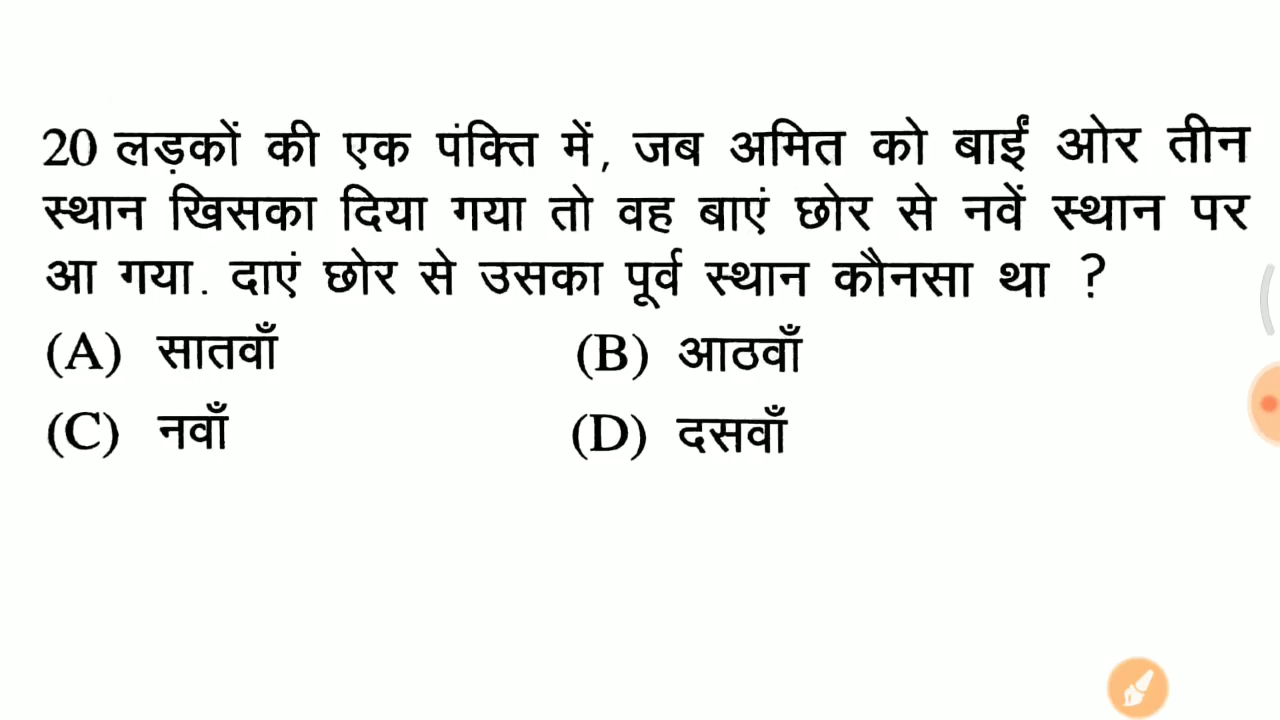 20 लड़कों की एक पंक्ति में, जब अमित को बाईं ओर तीन
स्थान खिसका दिया गया तो वह बाएं छोर से नवें स्थान पर
आ गया. दाएं छोर से उसका पूर्व स्थान कौनसा था ?
(A) सातवाँ (B) आठवाँ
(C) नवाँ (D) दसवाँ